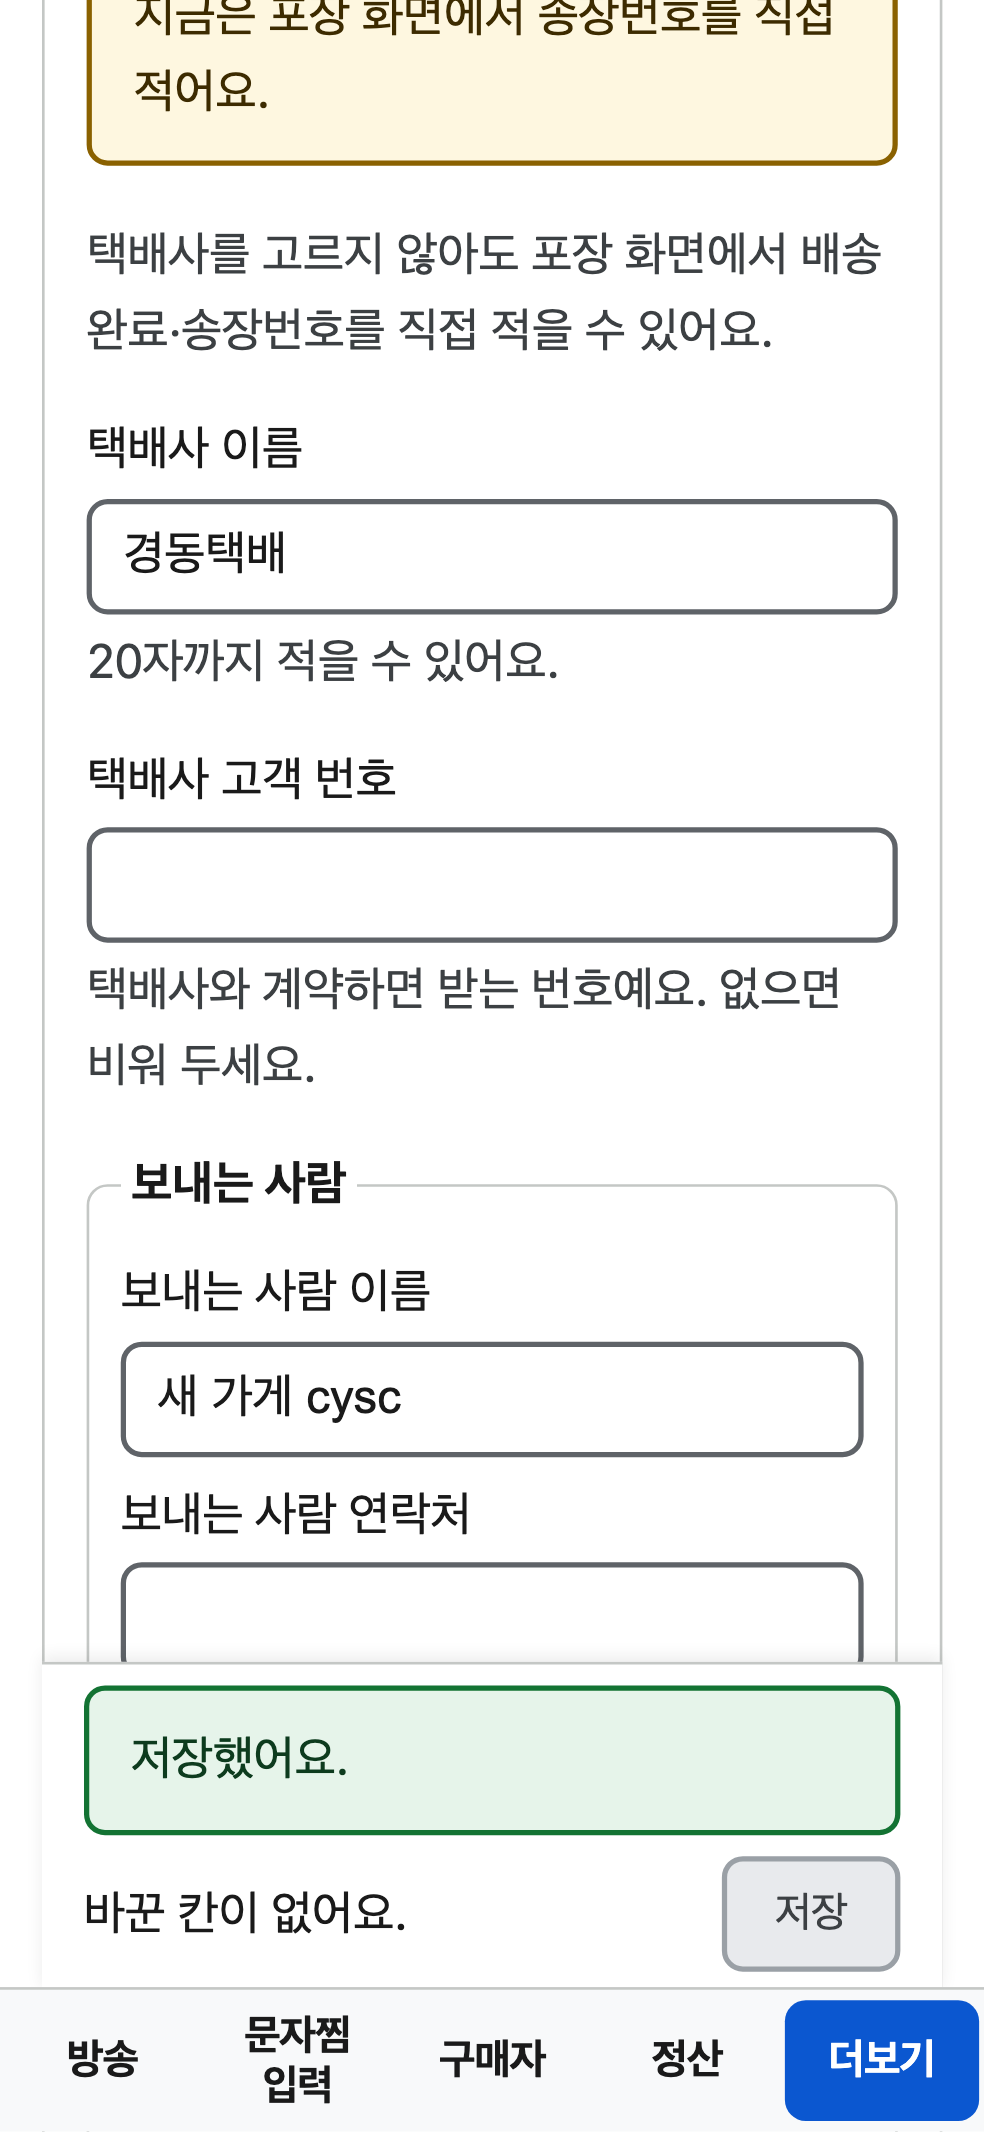 지금은 포장 화면에서 송장번호를 직접
적어요.
택배사를 고르지 않아도 포장 화면에서 배송
완료·송장번호를 직접 적을 수 있어요.
택배사 이름
경동택배
20자까지 적을 수 있어요.
택배사 고객 번호
택배사와 계약하면 받는 번호예요. 없으면
비워 두세요.
보내는 사람
보내는 사람 이름
새 가게 cysc
보내는 사람 연락처
저장했어요.
바꾼 칸이 없어요.
저장
방송
문자찜
입력
구매자
정산
더보기